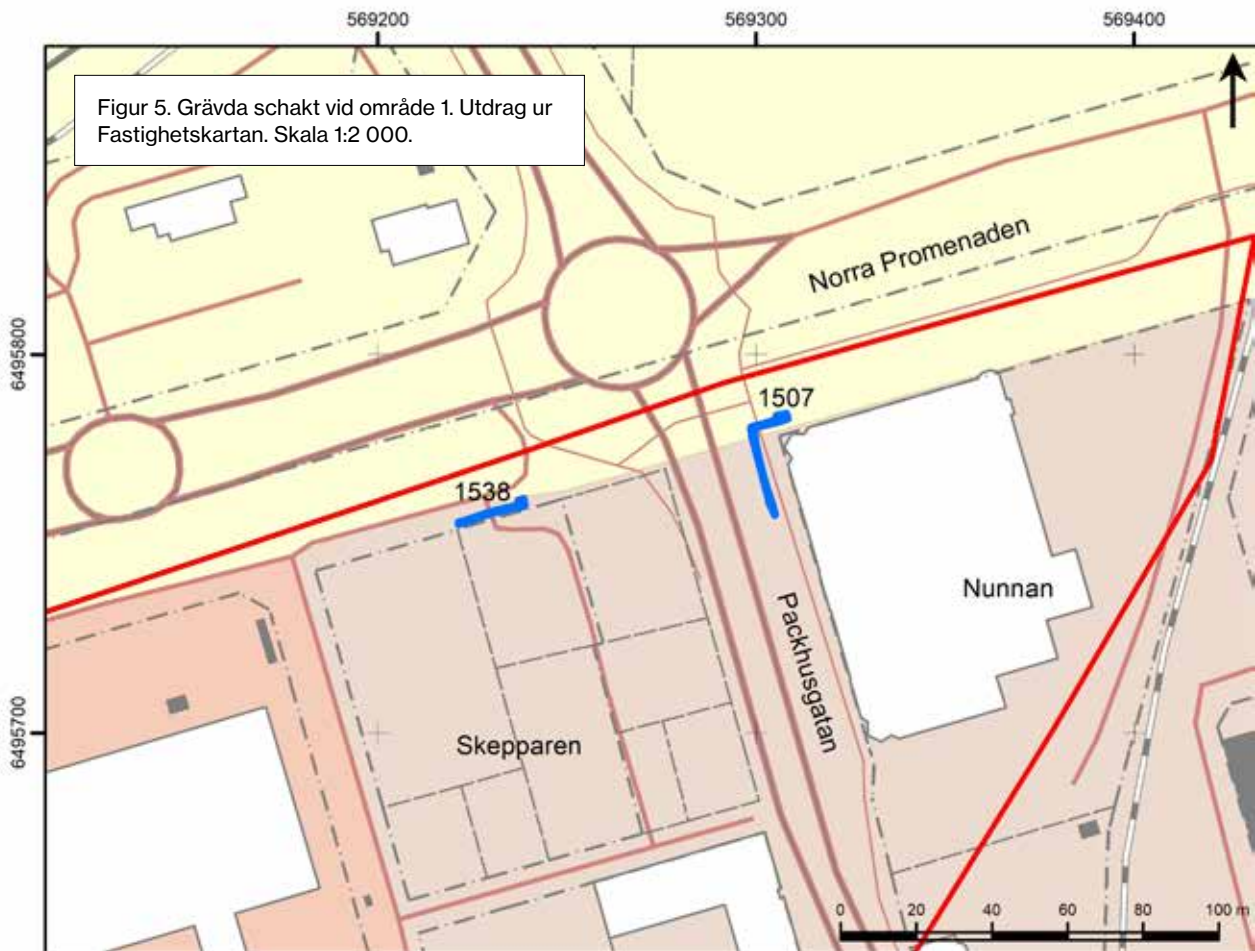 569200
569300
569400
Figur 5. Grävda schakt vid område 1. Utdrag ur
Fastighetskartan. Skala 1:2 000.
Norra Promenaden
6495800
1507
1538
Nunnan
Packhusgatan
6495700
Skepparen
0 20 40 60 80 100 m